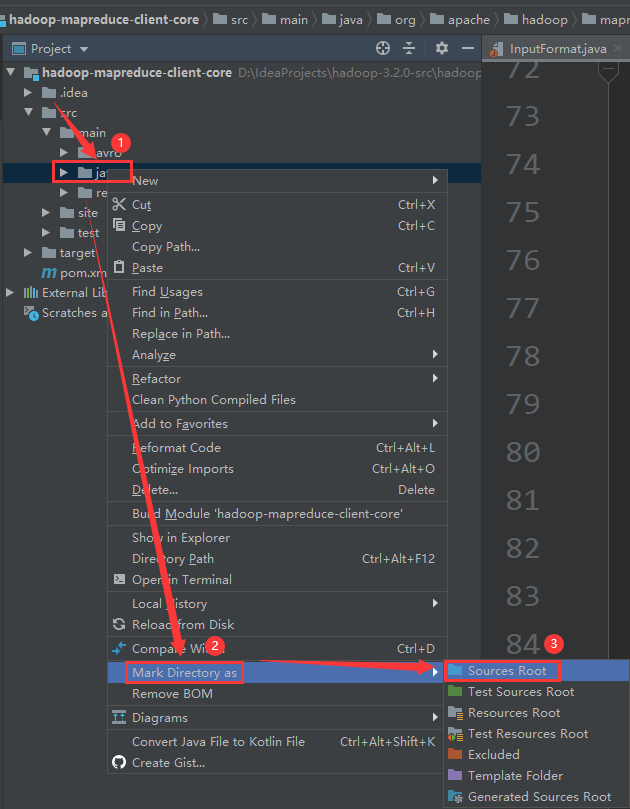 hadoop-mapreduce-client-core src main java org apache hadoop mapr
Project
InputFormat.java
hadoop-mapreduce-client-core D:\IdeaProjects\hadoop-3.2.0-src\hadoop
.idea
src
main
1
avro
ja
re
site
test
target
pom.xm
External Lib
Scratches a
72
73
74
75
76
77
78
79
80
81
82
83
84
New
Cut Ctrl+X
Copy Ctrl+C
Copy Path...
Paste Ctrl+V
Find Usages Ctrl+G
Find in Path... Ctrl+H
Replace in Path...
Analyze
Refactor
Clean Python Compiled Files
Add to Favorites
Reformat Code Ctrl+Alt+L
Optimize Imports Ctrl+Alt+O
Delete... Delete
Build Module 'hadoop-mapreduce-client-core'
Show in Explorer
Directory Path Ctrl+Alt+F12
Open in Terminal
Local History
Reload from Disk
Compare With... Ctrl+D
2
Mark Directory as
Remove BOM
Diagrams
Convert Java File to Kotlin File Ctrl+Alt+Shift+K
Create Gist...
3
Sources Root
Test Sources Root
Resources Root
Test Resources Root
Excluded
Template Folder
Generated Sources Root